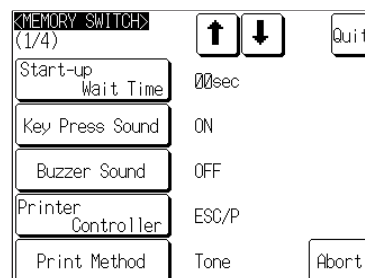 <MEMORY SWITCH>
(1/4)
Quit
Start-up
Wait Time
00sec
Key Press Sound
ON
Buzzer Sound
OFF
Printer
Controller
ESC/P
Print Method
Tone
Abort